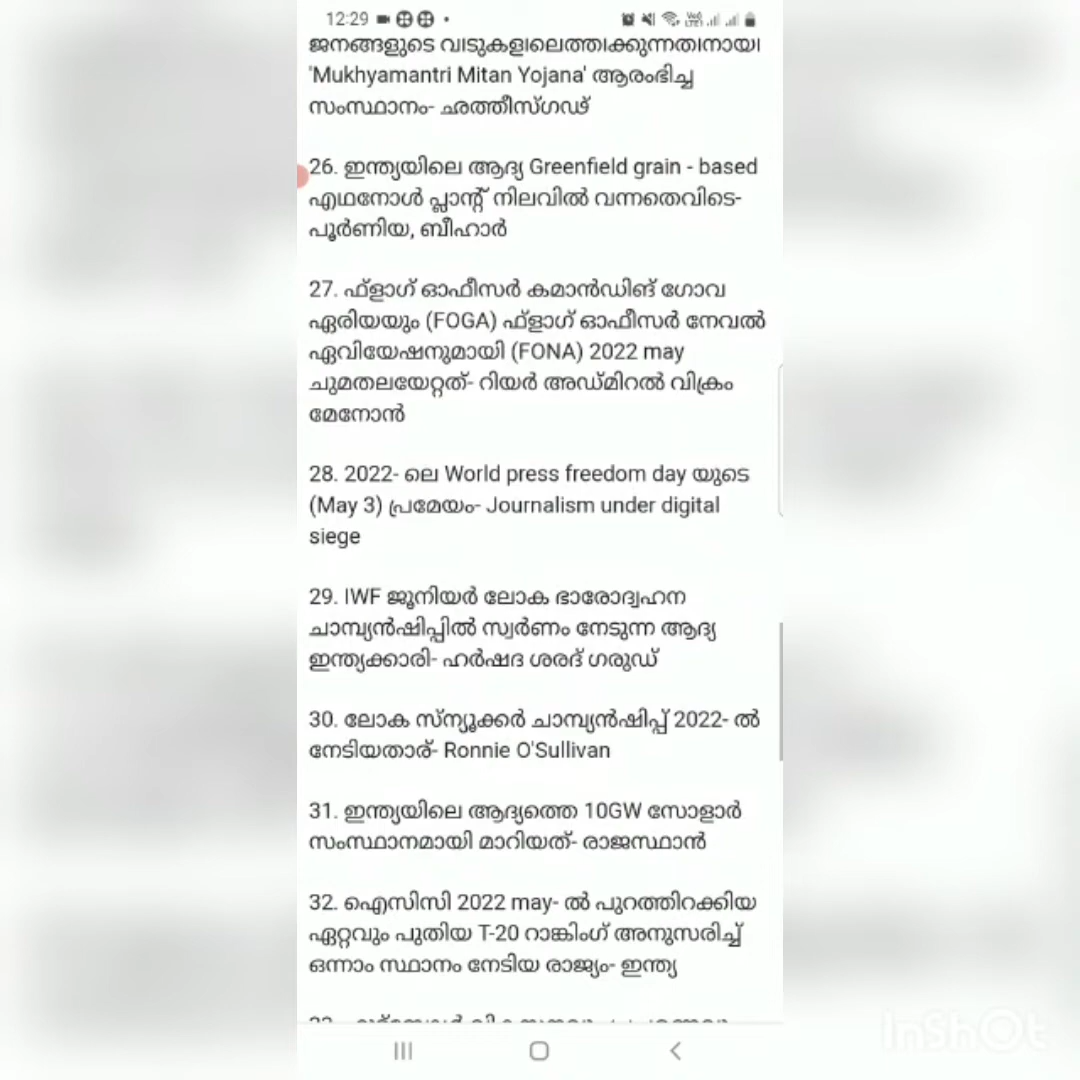 12:29
ജനങ്ങളുടെ വീടുകളിലെത്തിക്കുന്നതിനായി
'Mukhyamantri Mitan Yojana' ആരംഭിച്ച
സംസ്ഥാനം- ഛത്തീസ്ഗഢ്
26. ഇന്ത്യയിലെ ആദ്യ Greenfield grain - based
എഥനോൾ പ്ലാന്റ് നിലവിൽ വന്നതെവിടെ-
പൂർണിയ, ബീഹാർ
27. ഫ്ളാഗ് ഓഫീസർ കമാൻഡിങ് ഗോവ
ഏരിയയും (FOGA) ഫ്ളാഗ് ഓഫീസർ നേവൽ
ഏവിയേഷനുമായി (FONA) 2022 may
ചുമതലയേറ്റത്- റിയർ അഡ്മിറൽ വിക്രം
മേനോൻ
28. 2022- ലെ World press freedom day യുടെ
(May 3) പ്രമേയം- Journalism under digital
siege
29. IWF ജൂനിയർ ലോക ഭാരോദ്വഹന
ചാമ്പ്യൻഷിപ്പിൽ സ്വർണം നേടുന്ന ആദ്യ
ഇന്ത്യക്കാരി- ഹർഷദ ശരദ് ഗരുഡ്
30. ലോക സ്ന്യൂക്കർ ചാമ്പ്യൻഷിപ്പ് 2022- ൽ
നേടിയതാര്- Ronnie O'Sullivan
31. ഇന്ത്യയിലെ ആദ്യത്തെ 10GW സോളാർ
സംസ്ഥാനമായി മാറിയത്- രാജസ്ഥാൻ
32. ഐസിസി 2022 may- ൽ പുറത്തിറക്കിയ
ഏറ്റവും പുതിയ T-20 റാങ്കിംഗ് അനുസരിച്ച്
ഒന്നാം സ്ഥാനം നേടിയ രാജ്യം- ഇന്ത്യ
InShOt